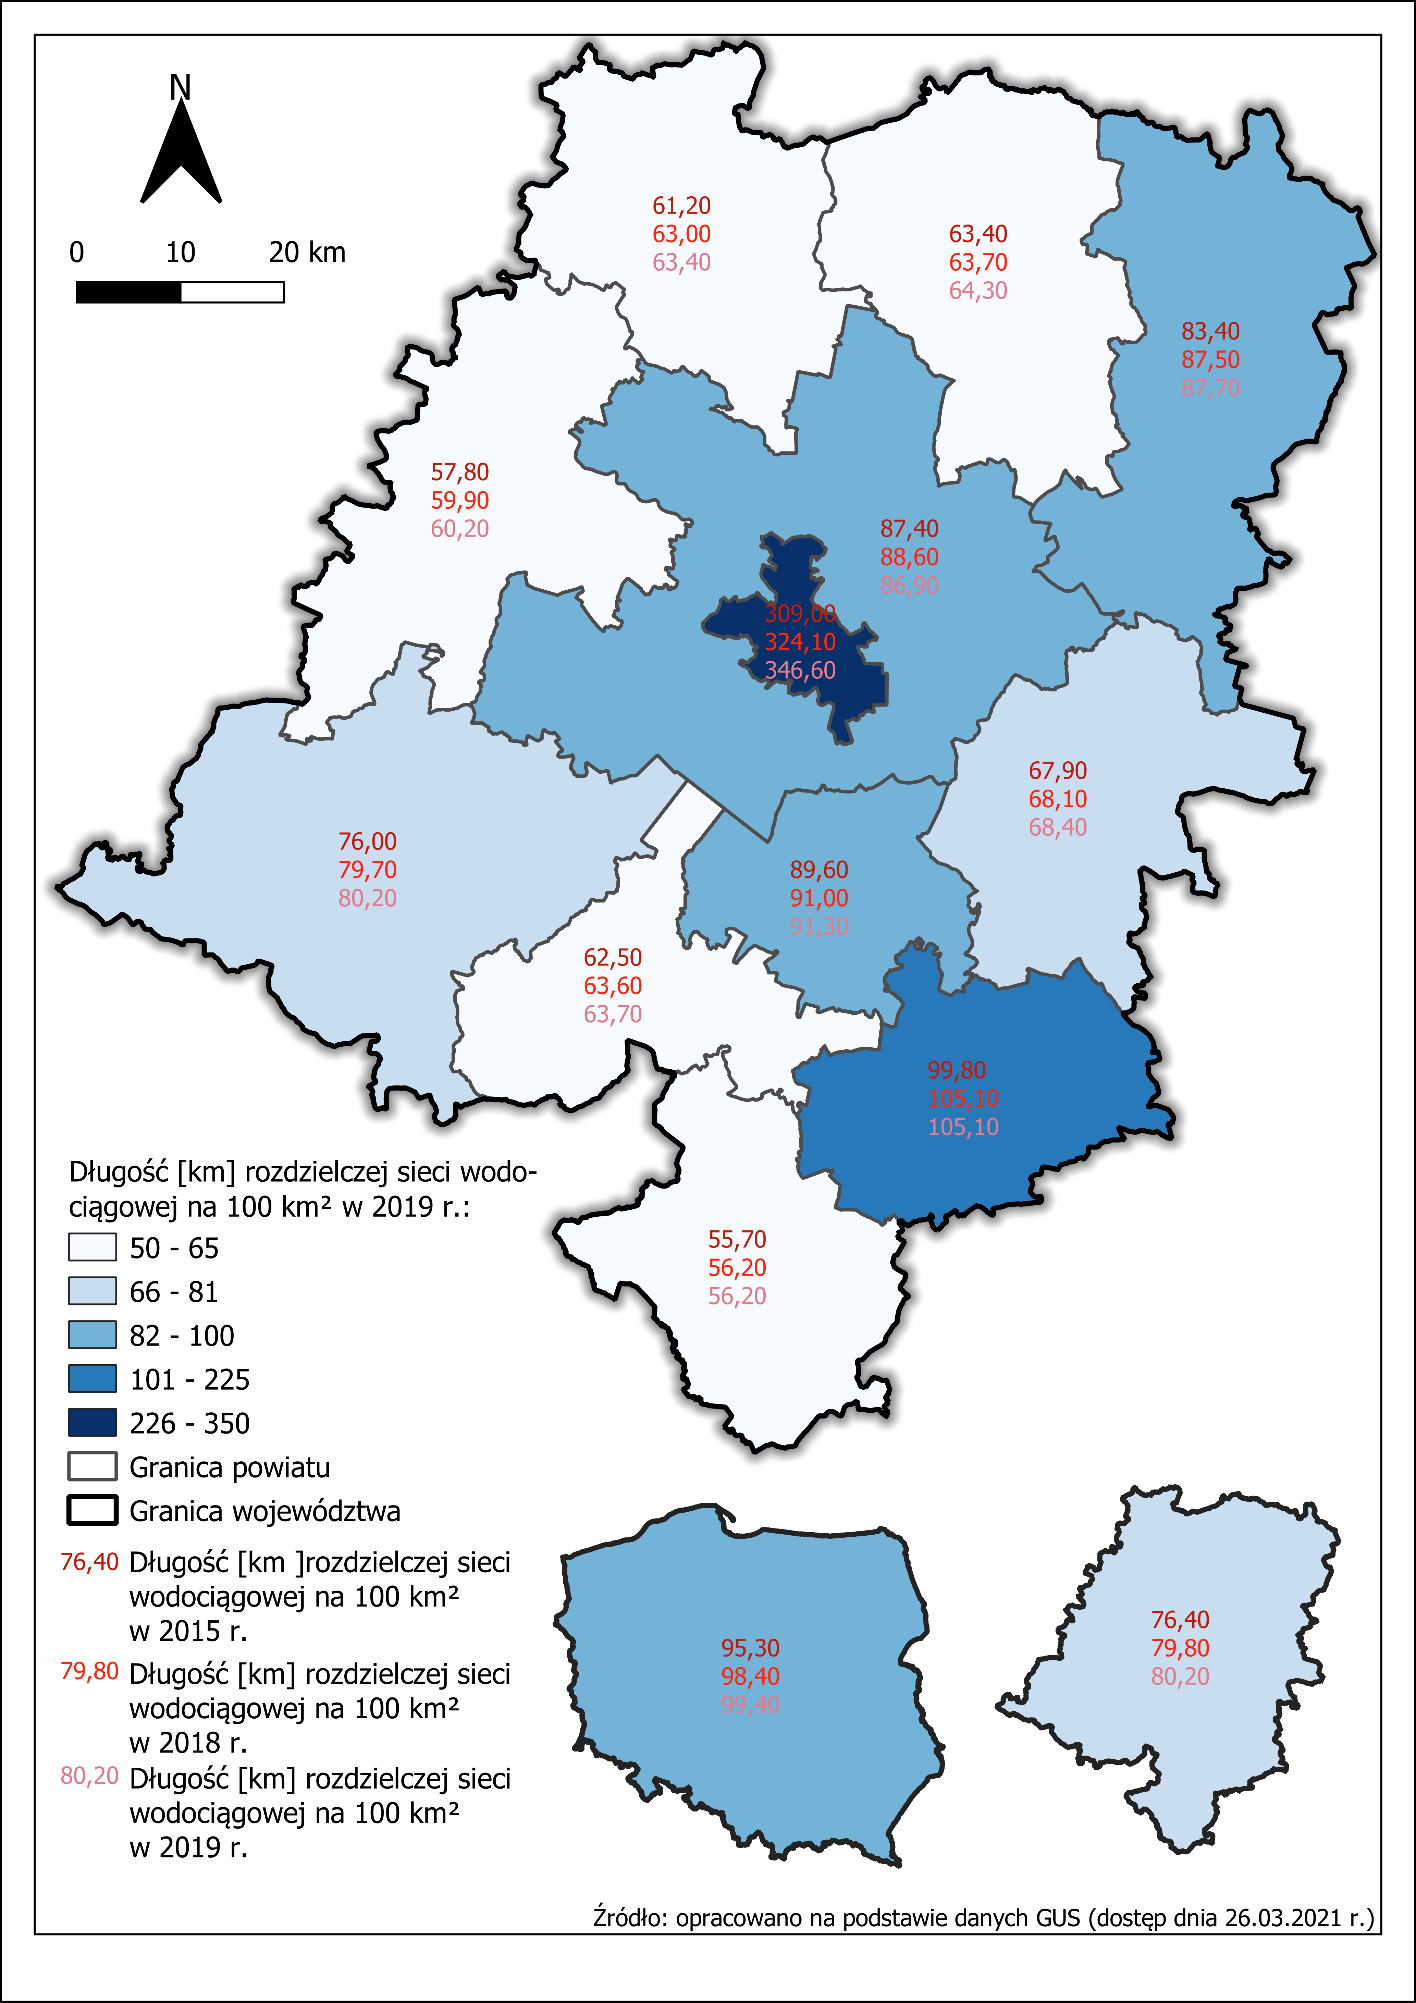 N
0 10 20 km
61,20
63,00
63,40
63,40
63,70
64,30
83,40
87,50
87,70
57,80
59,90
60,20
87,40
88,60
86,90
309,00
324,10
346,60
67,90
68,10
68,40
76,00
79,70
80,20
89,60
91,00
91,30
62,50
63,60
63,70
99,80
105,10
105,10
55,70
56,20
56,20
Długość [km] rozdzielczej sieci wodo-
ciągowej na 100 km² w 2019 r.:
50 - 65
66 - 81
82 - 100
101 - 225
226 - 350
Granica powiatu
Granica województwa
76,40 Długość [km ]rozdzielczej sieci
wodociągowej na 100 km²
w 2015 r.
79,80 Długość [km] rozdzielczej sieci
wodociągowej na 100 km²
w 2018 r.
80,20 Długość [km] rozdzielczej sieci
wodociągowej na 100 km²
w 2019 r.
95,30
98,40
99,40
76,40
79,80
80,20
Źródło: opracowano na podstawie danych GUS (dostęp dnia 26.03.2021 r.)